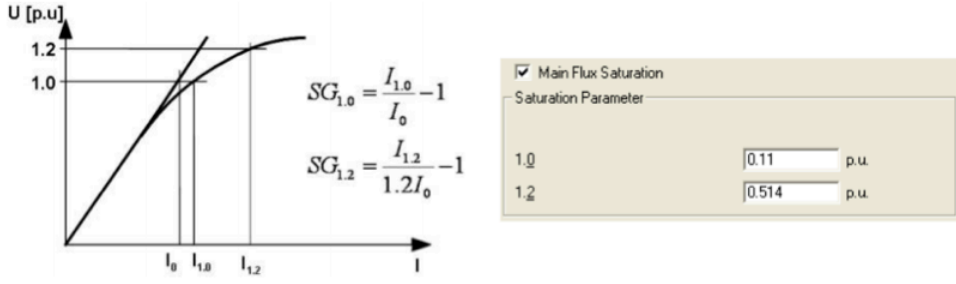 U [p.u]
1.2
1.0
I₀ I₁.₀ I₁.₂ I
SG₁.₀ = I₁.₀ / I₀ − 1
SG₁.₂ = I₁.₂ / 1.2I₀ − 1
Main Flux Saturation
Saturation Parameter
1.0 0.11 p.u.
1.2 0.514 p.u.